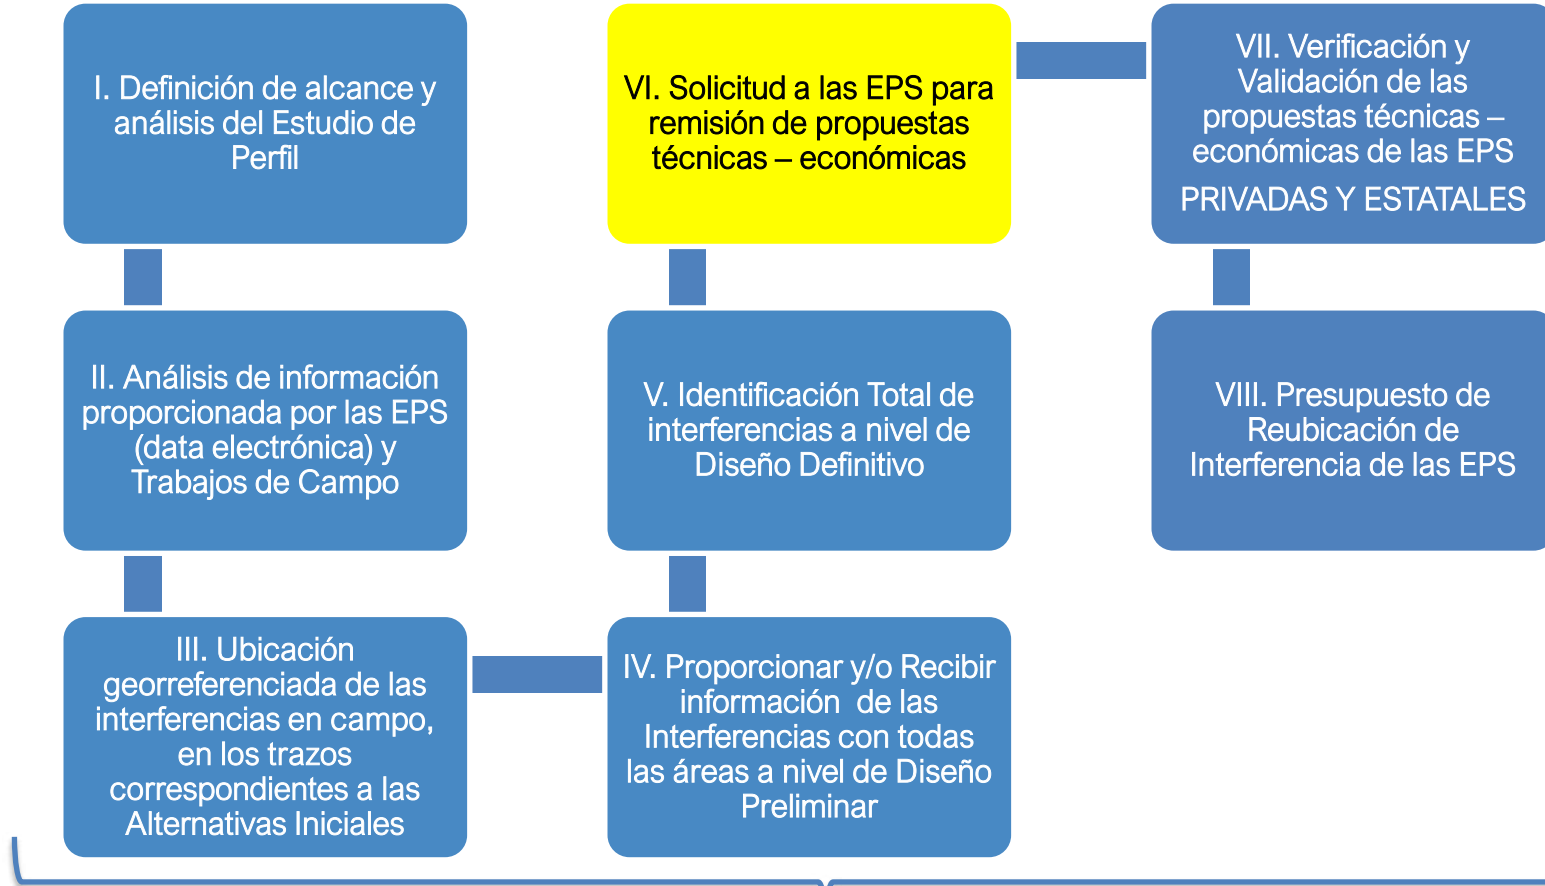 I. Definición de alcance y
análisis del Estudio de
Perfil
II. Análisis de información
proporcionada por las EPS
(data electrónica) y
Trabajos de Campo
III. Ubicación
georreferenciada de las
interferencias en campo,
en los trazos
correspondientes a las
Alternativas Iniciales
IV. Proporcionar y/o Recibir
información  de las
Interferencias con todas
las áreas a nivel de Diseño
Preliminar
V. Identificación Total de
interferencias a nivel de
Diseño Definitivo
VI. Solicitud a las EPS para
remisión de propuestas
técnicas – económicas
VII. Verificación y
Validación de las
propuestas técnicas –
económicas de las EPS
PRIVADAS Y ESTATALES
VIII. Presupuesto de
Reubicación de
Interferencia de las EPS